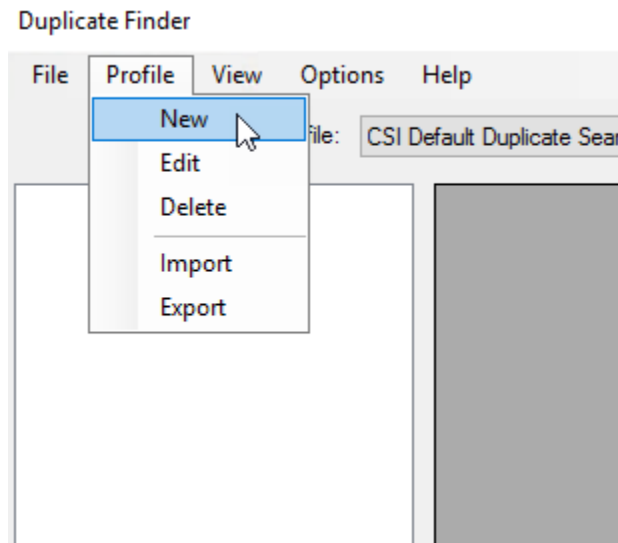 Duplicate Finder
File Profile View Options Help
New
file: CSI Default Duplicate Sear
Edit
Delete
Import
Export